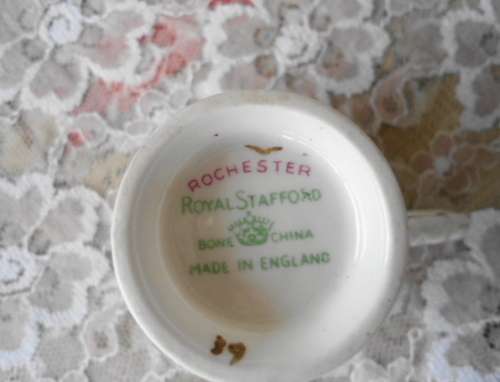 ROCHESTER
ROYAL STAFFORD
BONE CHINA
MADE IN ENGLAND